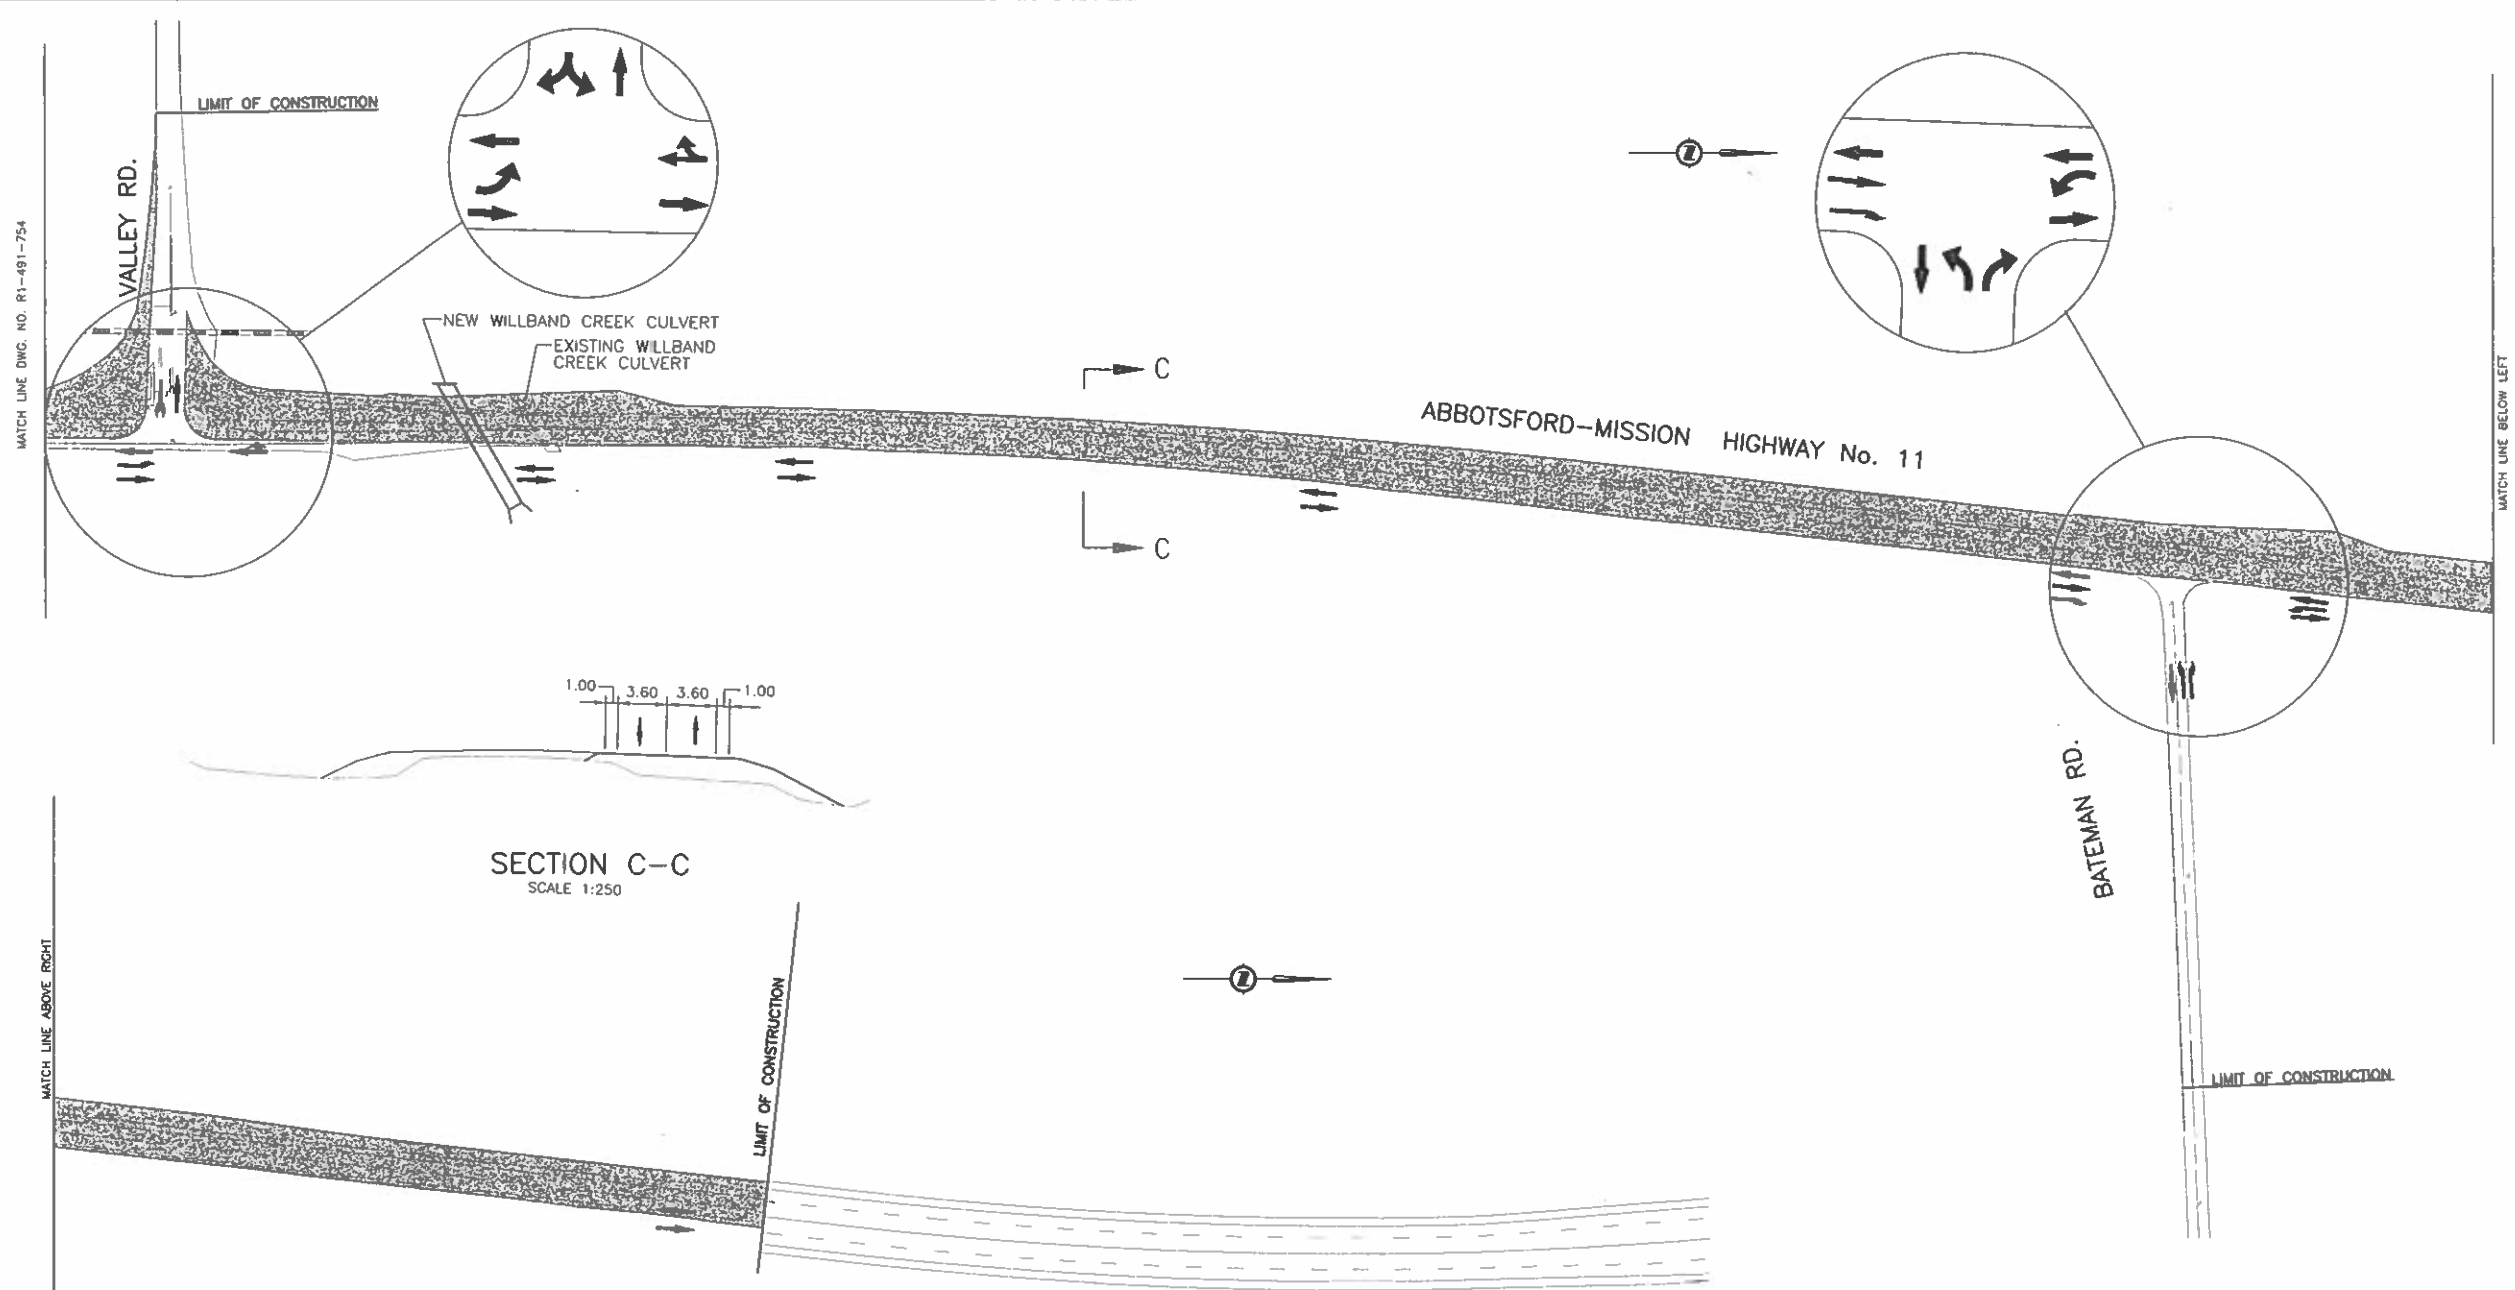 LIMIT OF CONSTRUCTION
VALLEY RD.
MATCH LINE DWG. NO. R1-491-754
NEW WILLBAND CREEK CULVERT
EXISTING WILLBAND
CREEK CULVERT
C
C
ABBOTSFORD-MISSION HIGHWAY No. 11
MATCH LINE BELOW LEFT
1.00 3.60 3.60 1.00
SECTION C-C
SCALE 1:250
BATEMAN RD.
MATCH LINE ABOVE RIGHT
LIMIT OF CONSTRUCTION
LIMIT OF CONSTRUCTION